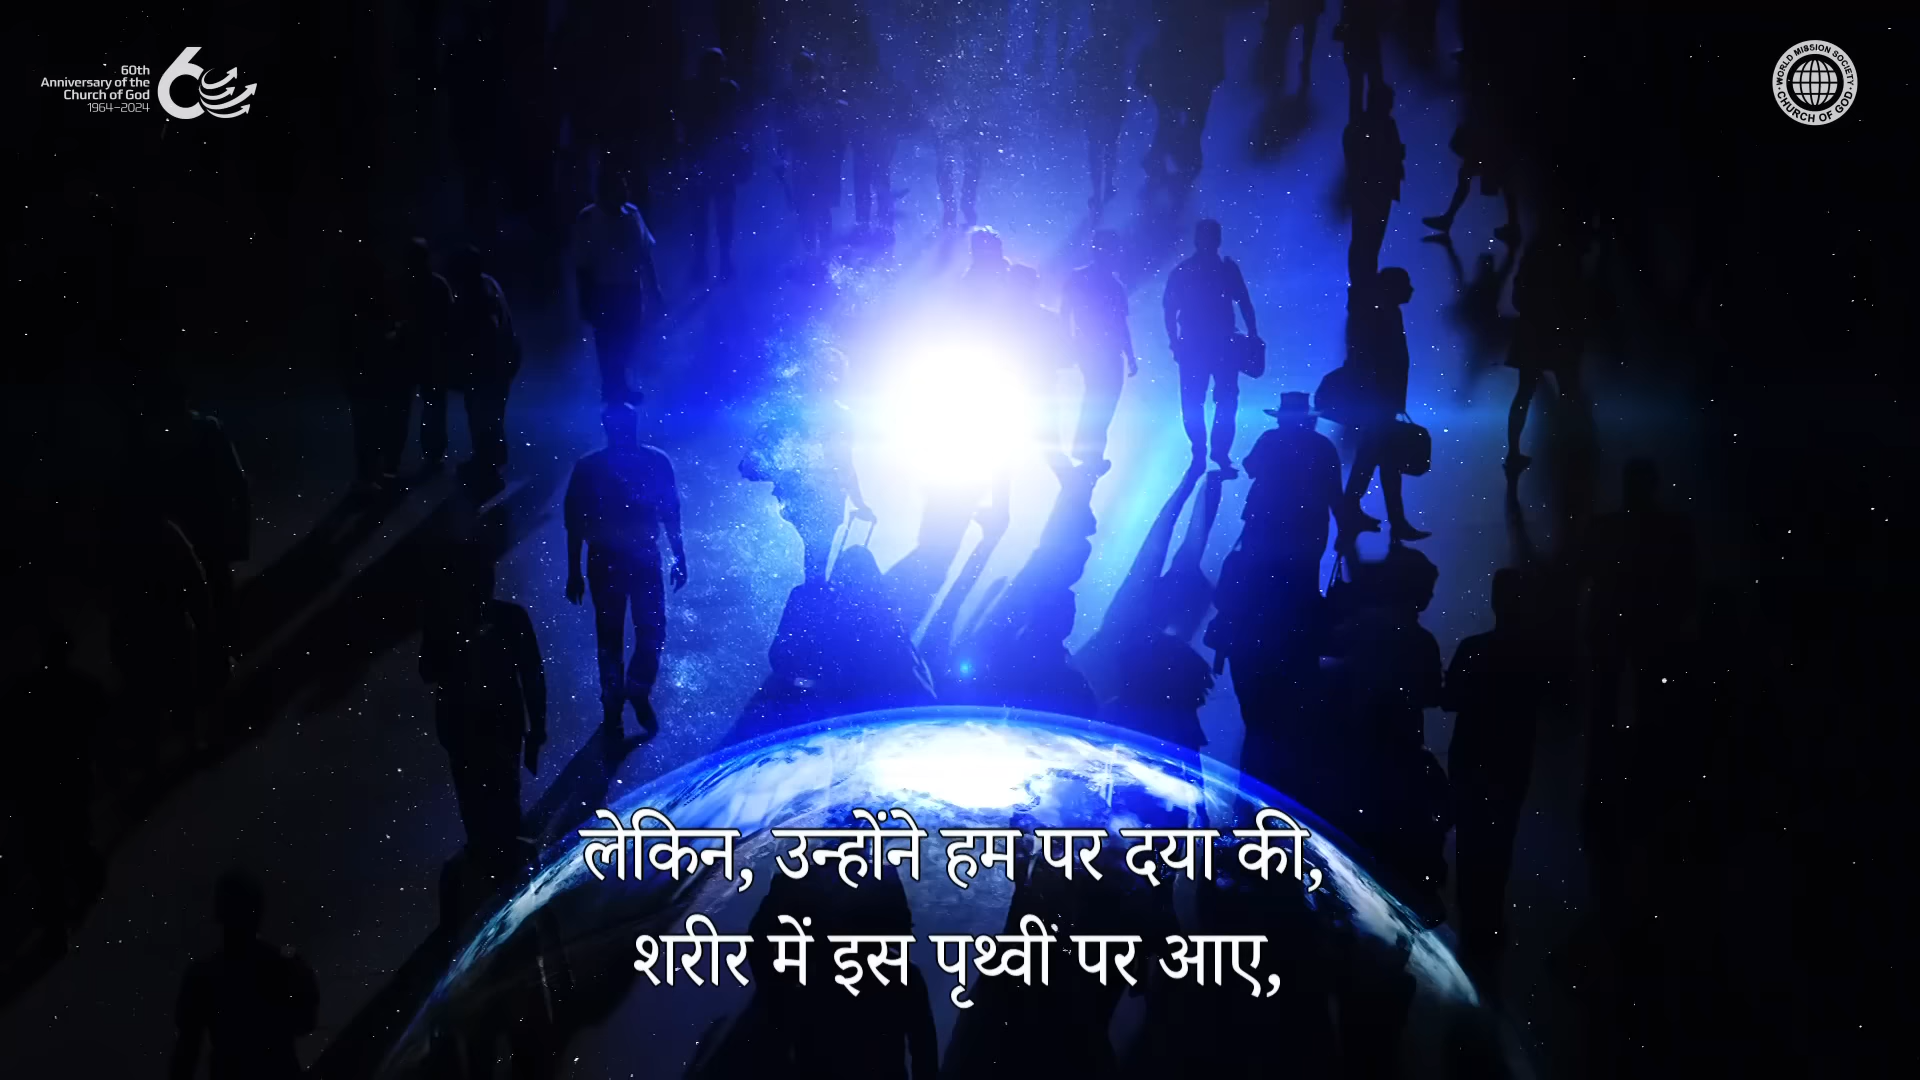 60th
Anniversary of the
Church of God
1964–2024
WORLD MISSION SOCIETY
CHURCH OF GOD
लेकिन, उन्होंने हम पर दया की,
शरीर में इस पृथ्वीं पर आए,